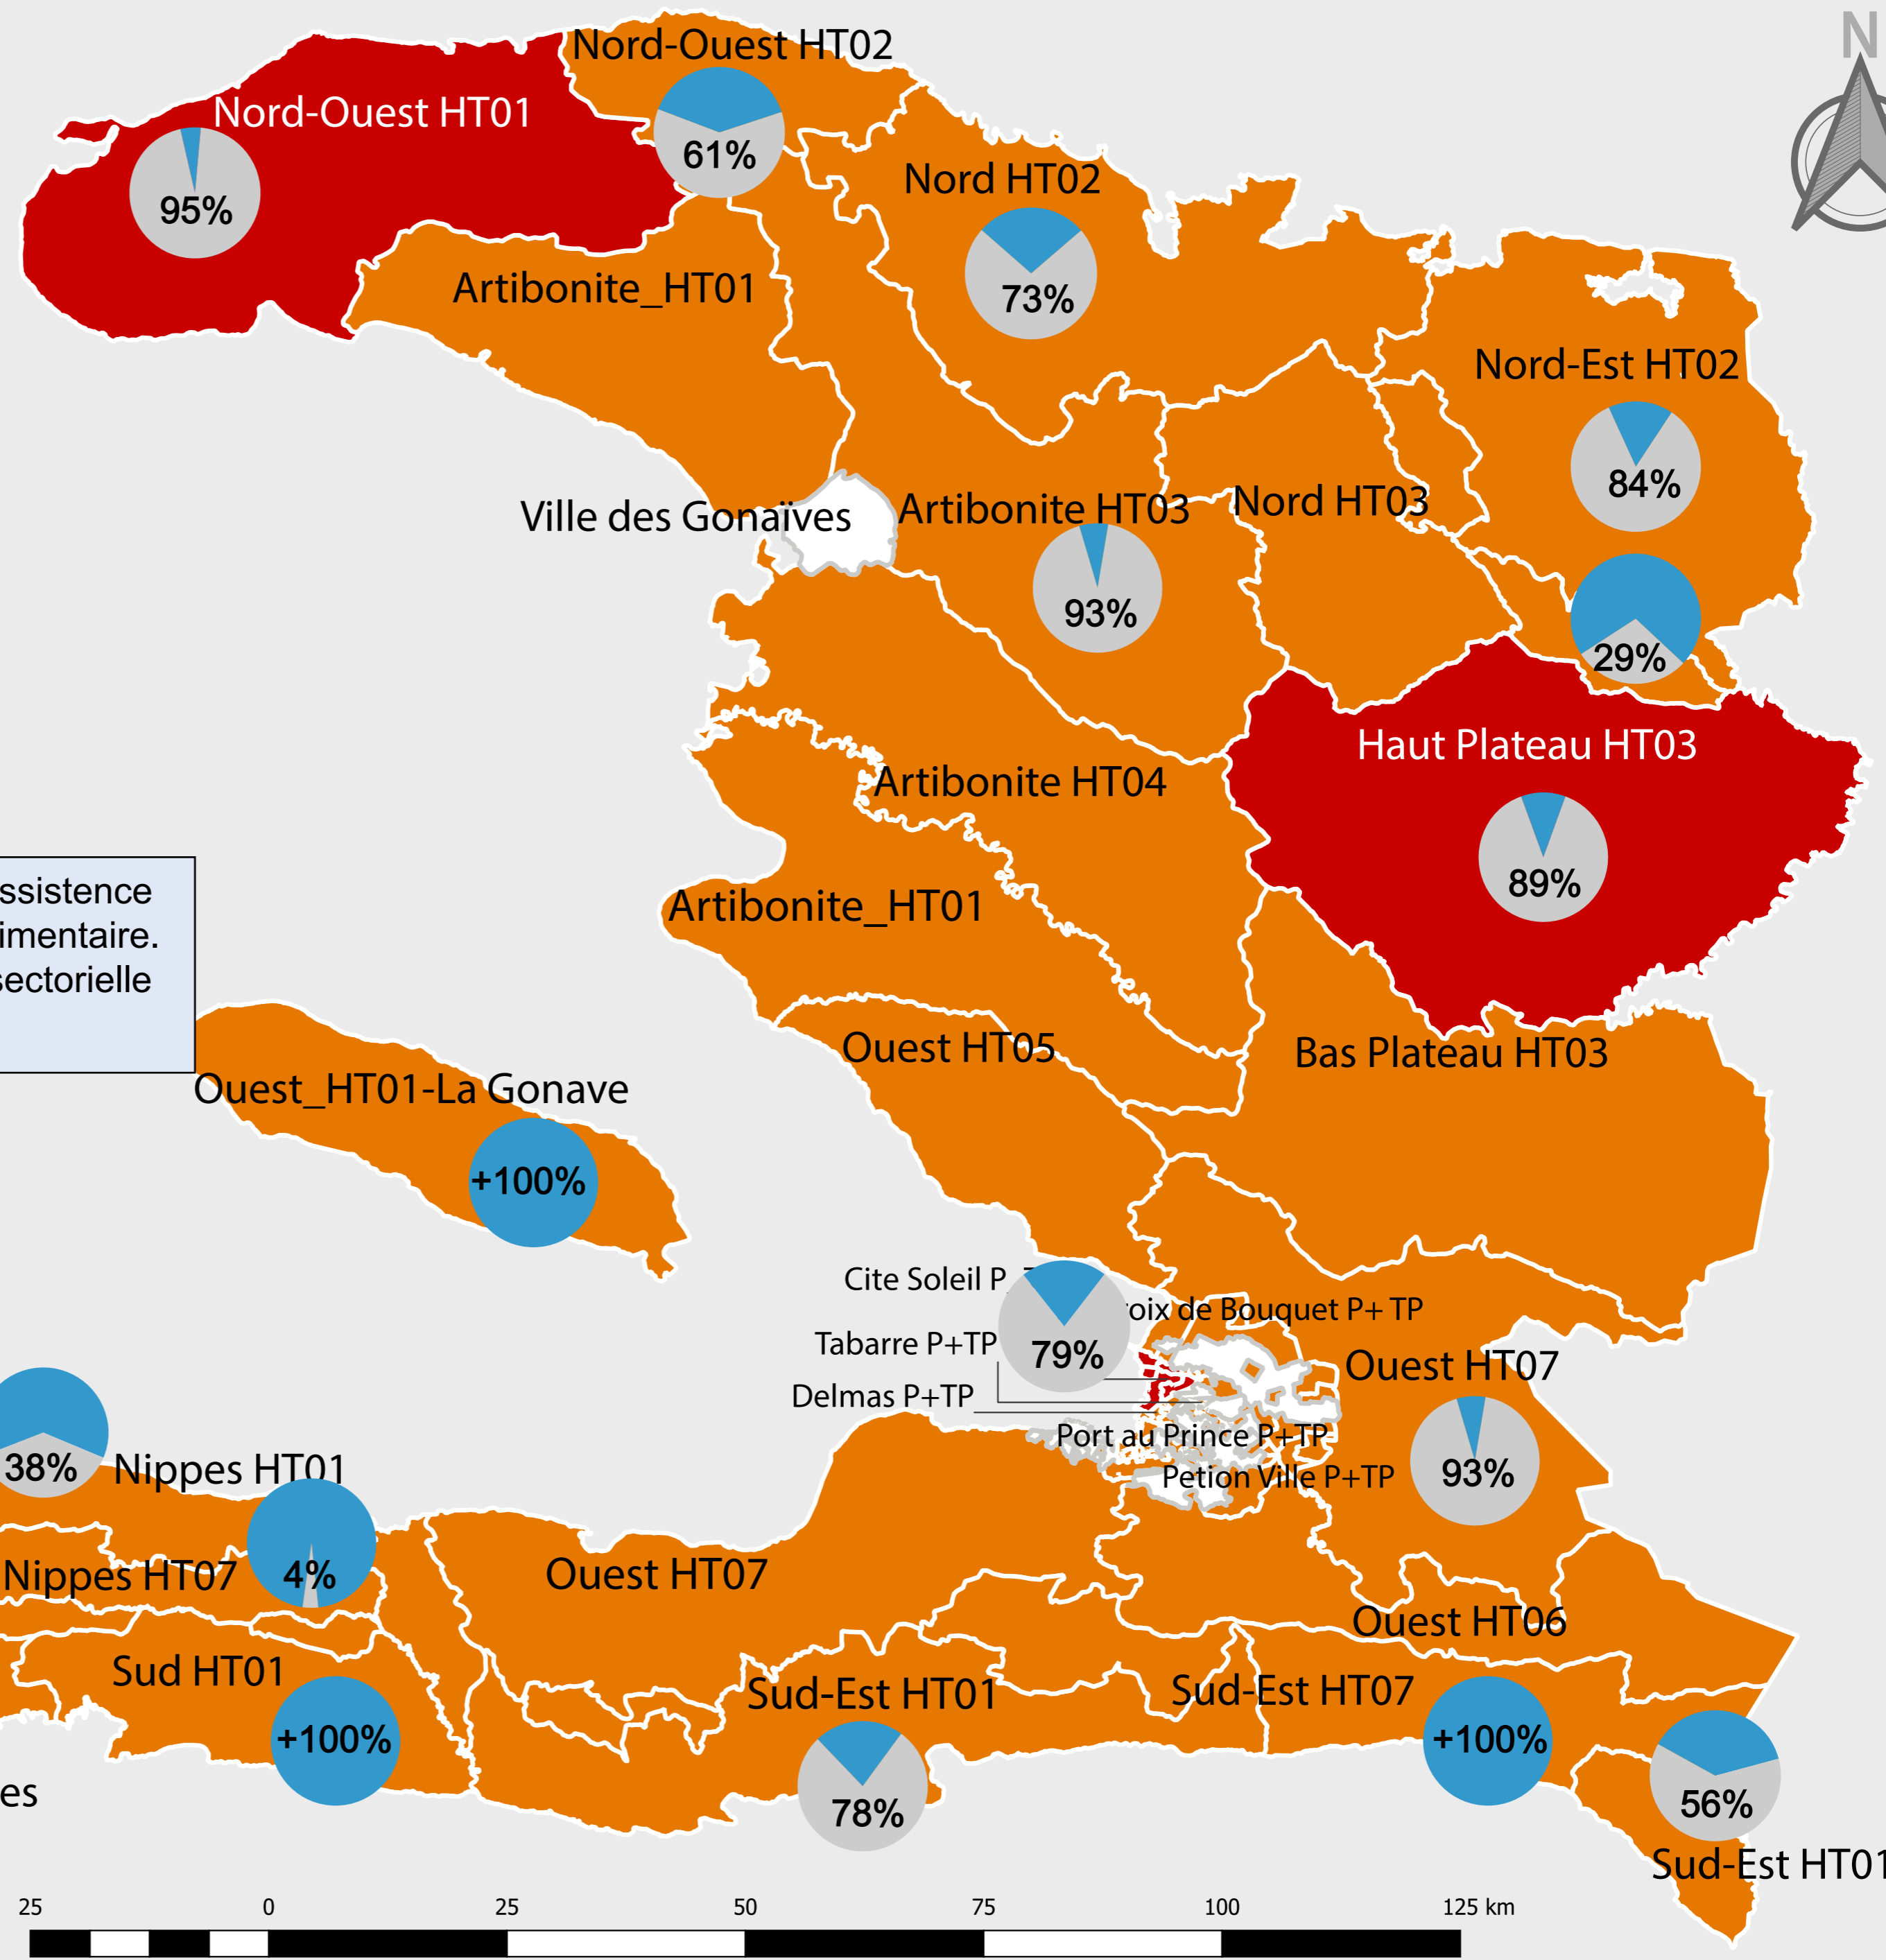 N
Nord-Ouest HT02
Nord-Ouest HT01
61%
95%
Nord HT02
73%
Artibonite_HT01
Nord-Est HT02
84%
Ville des Gonaïves
Artibonite HT03
Nord HT03
93%
29%
Haut Plateau HT03
Artibonite HT04
89%
ssistence
imentaire.
sectorielle
Artibonite_HT01
Ouest HT05
Bas Plateau HT03
Ouest_HT01-La Gonave
+100%
Cite Soleil P
roix de Bouquet P+ TP
Tabarre P+TP
79%
Ouest HT07
Delmas P+TP
Port au Prince P+TP
Petion Ville P+TP
93%
38%
Nippes HT01
Nippes HT07
4%
Ouest HT07
Ouest HT06
Sud HT01
Sud-Est HT01
Sud-Est HT07
+100%
+100%
78%
56%
es
Sud-Est HT01
25 0 25 50 75 100 125 km